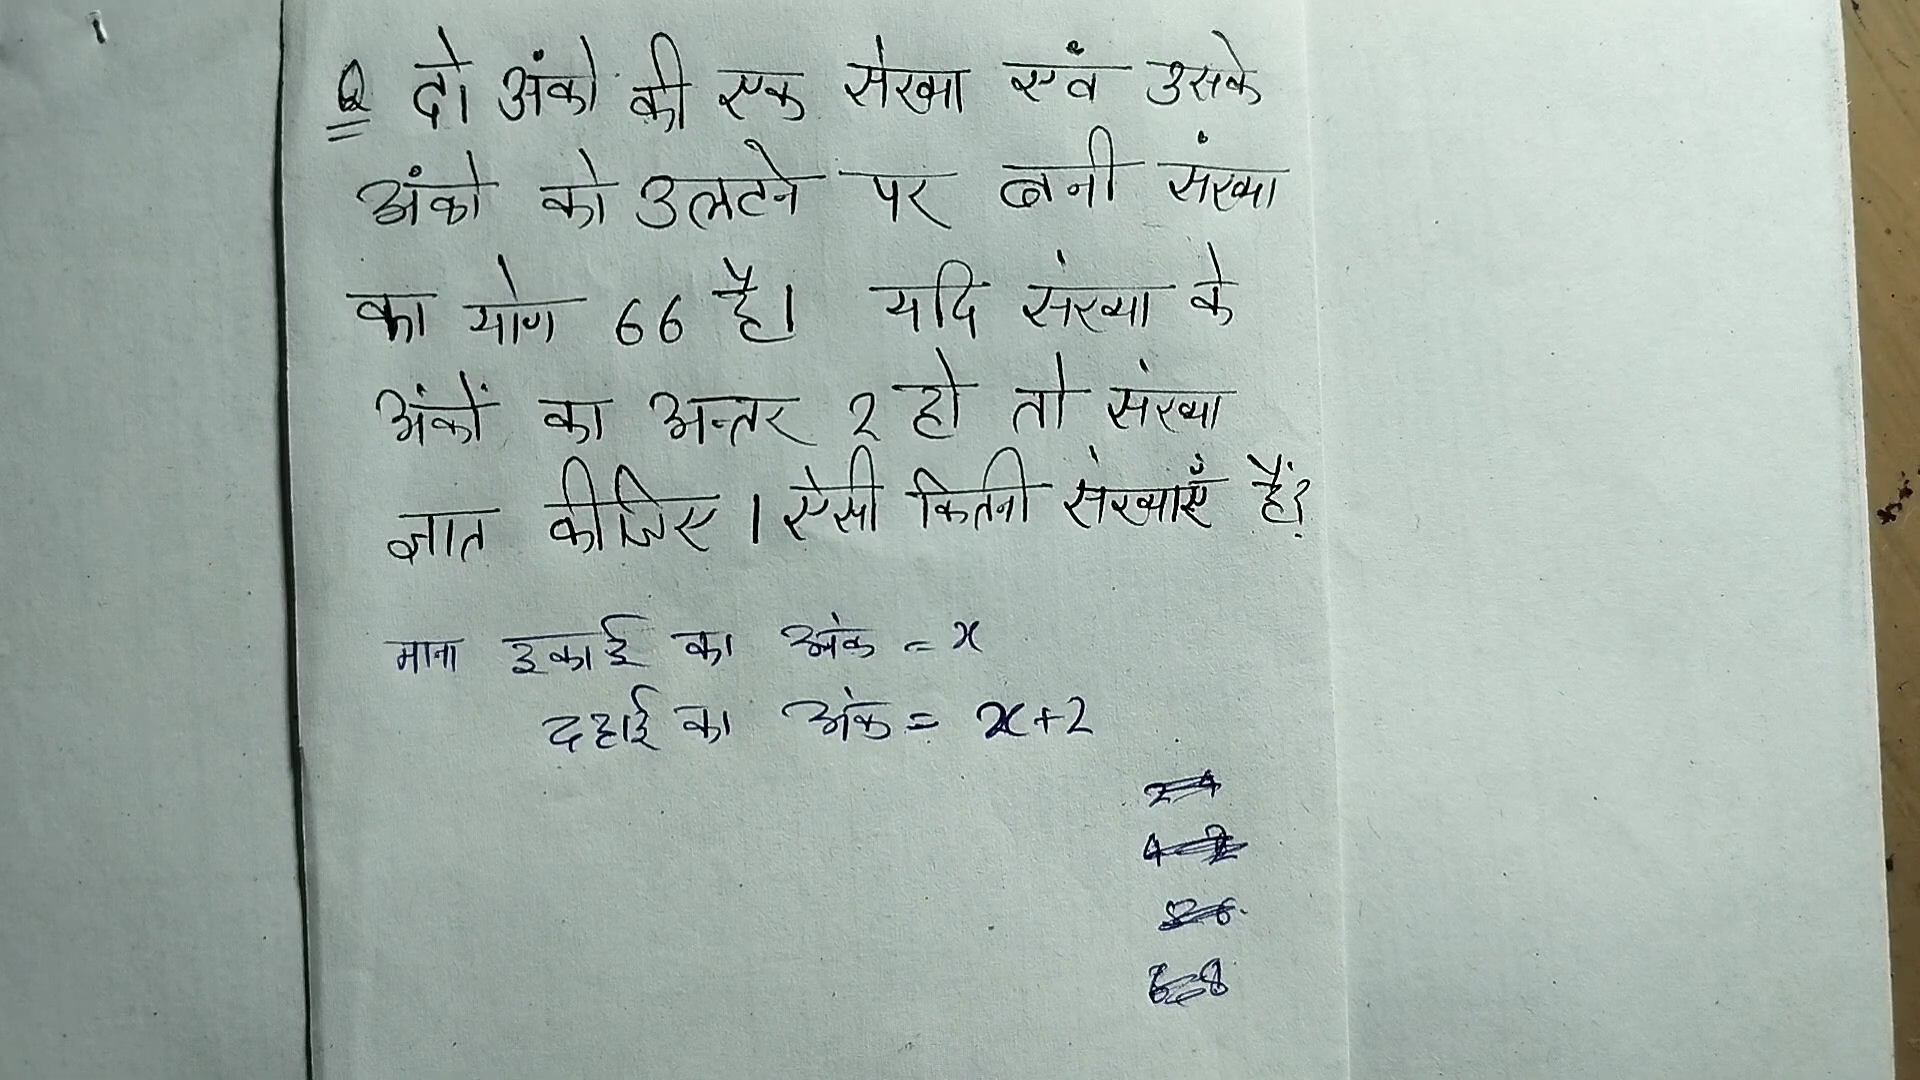 Q दो अंको की एक संख्या एवं उसके
अंको को उलटने पर बनी संख्या
का योग 66 है। यदि संख्या के
अंकों का अन्तर 2 हो तो संख्या
ज्ञात कीजिए । ऐसी कितनी संख्याएँ हैं?
माना इकाई का अंक = x
दहाई का अंक = x+2